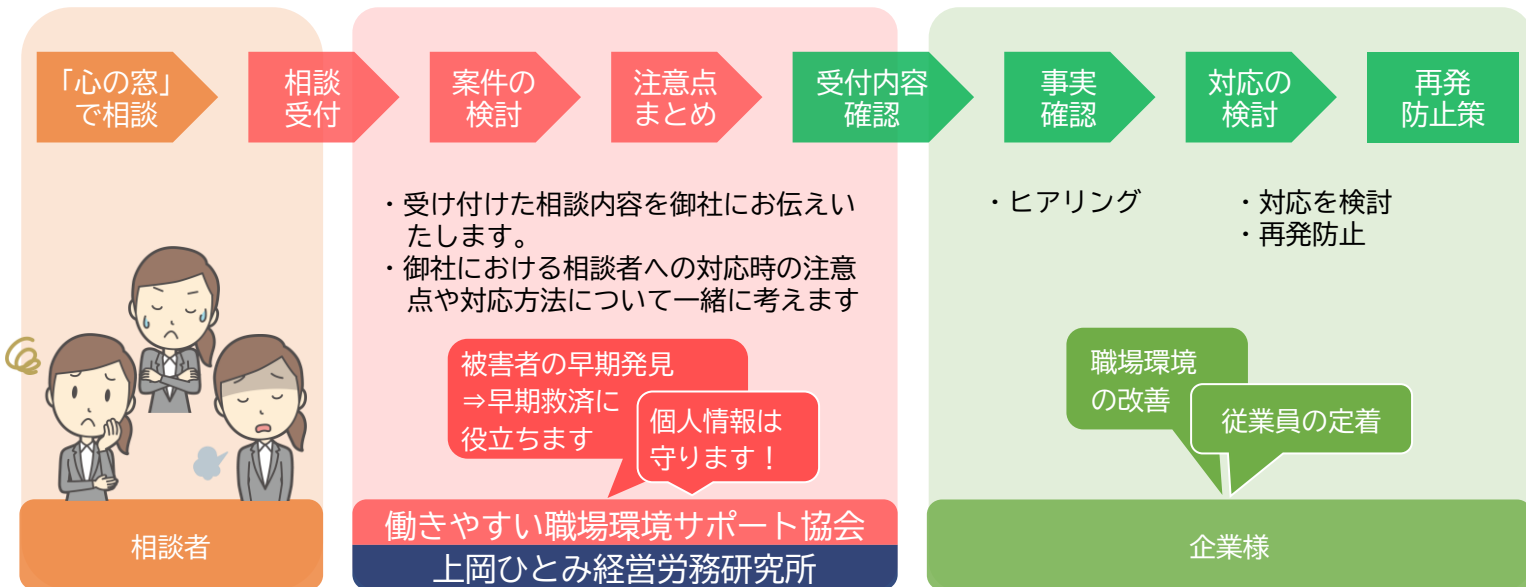 「心の窓」
で相談
相談
受付
案件の
検討
注意点
まとめ
受付内容
確認
事実
確認
対応の
検討
再発
防止策
・受け付けた相談内容を御社にお伝えい
たします。
・御社における相談者への対応時の注意
点や対応方法について一緒に考えます
・ヒアリング
・対応を検討
・再発防止
被害者の早期発見
⇒早期救済に
役立ちます
個人情報は
守ります！
職場環境
の改善
従業員の定着
相談者
働きやすい職場環境サポート協会
上岡ひとみ経営労務研究所
企業様